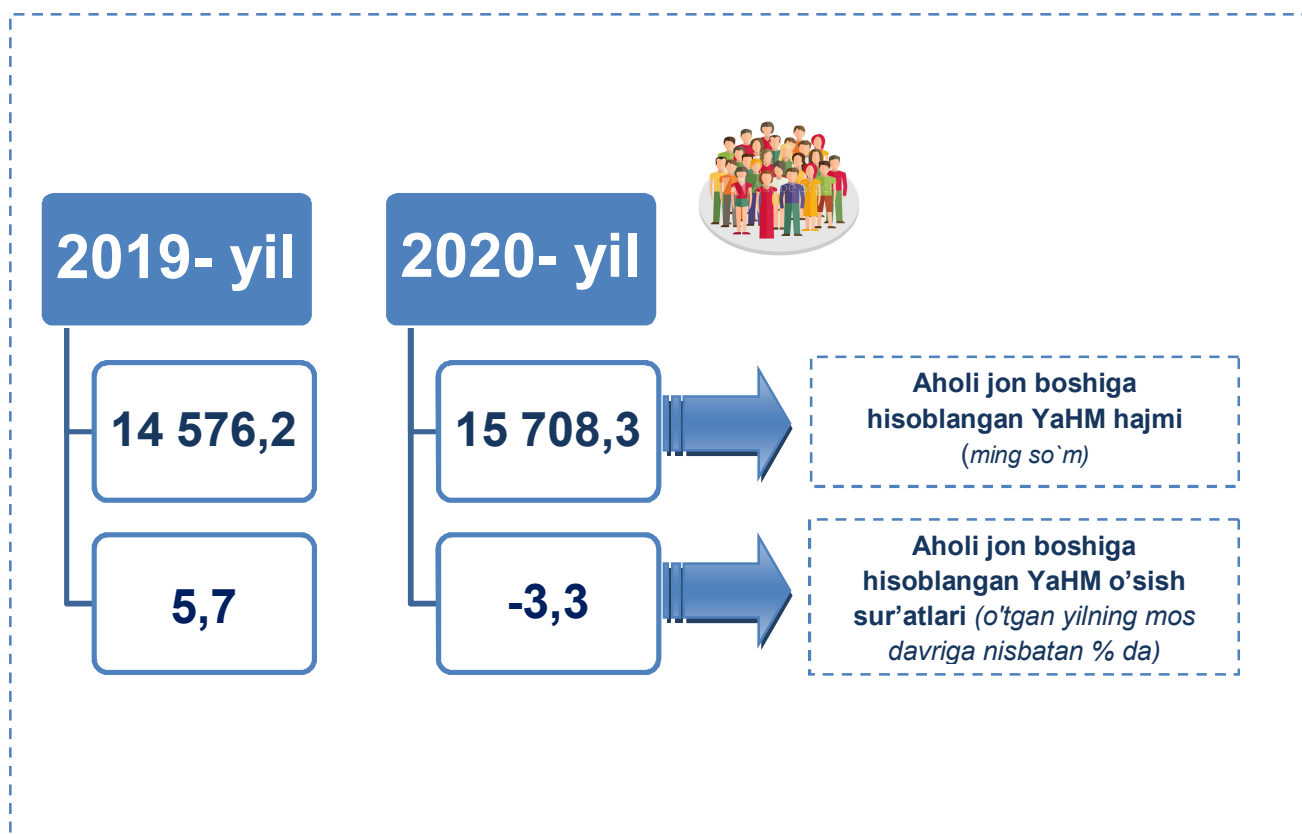 2019- yil
2020- yil
14 576,2
15 708,3
Aholi jon boshiga
hisoblangan YaHM hajmi
(ming so`m)
5,7
-3,3
Aholi jon boshiga
hisoblangan YaHM o’sish
sur’atlari (o'tgan yilning mos
davriga nisbatan % da)